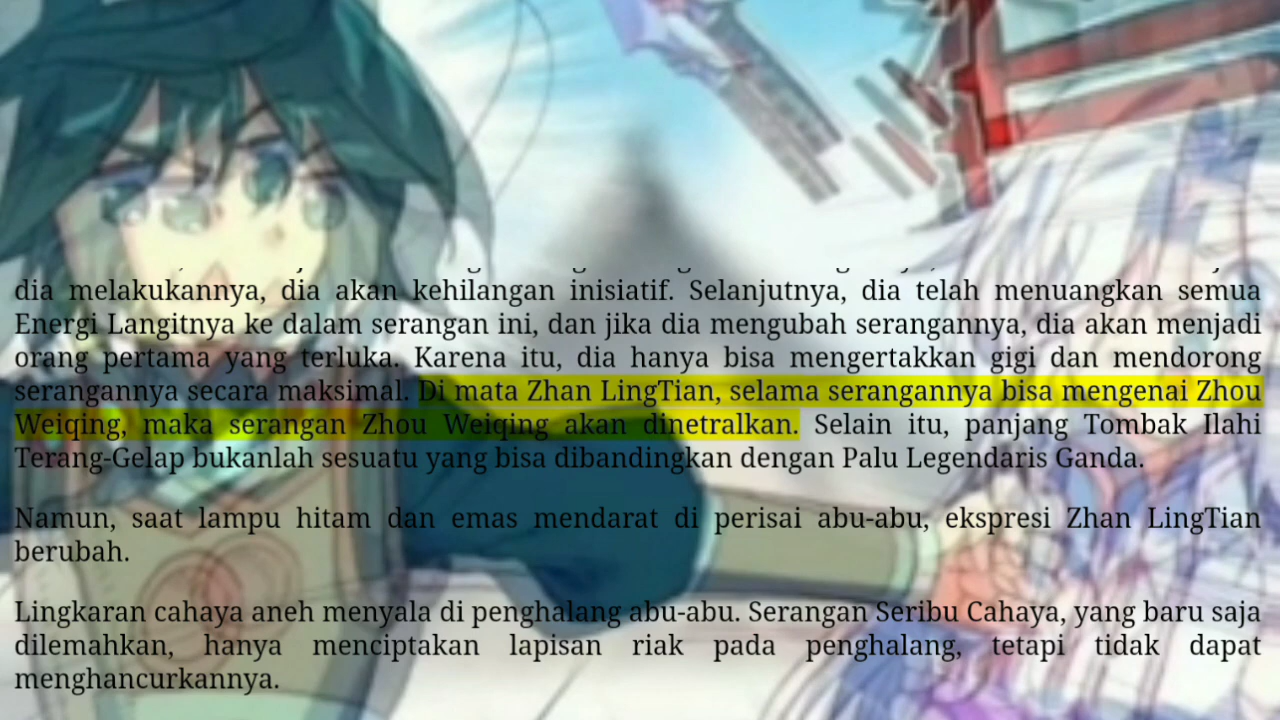 dia melakukannya, dia akan kehilangan inisiatif. Selanjutnya, dia telah menuangkan semua
Energi Langitnya ke dalam serangan ini, dan jika dia mengubah serangannya, dia akan menjadi
orang pertama yang terluka. Karena itu, dia hanya bisa mengertakkan gigi dan mendorong
serangannya secara maksimal. Di mata Zhan LingTian, selama serangannya bisa mengenai Zhou
Weiqing, maka serangan Zhou Weiqing akan dinetralkan. Selain itu, panjang Tombak Ilahi
Terang-Gelap bukanlah sesuatu yang bisa dibandingkan dengan Palu Legendaris Ganda.
Namun, saat lampu hitam dan emas mendarat di perisai abu-abu, ekspresi Zhan LingTian
berubah.
Lingkaran cahaya aneh menyala di penghalang abu-abu. Serangan Seribu Cahaya, yang baru saja
dilemahkan, hanya menciptakan lapisan riak pada penghalang, tetapi tidak dapat
menghancurkannya.